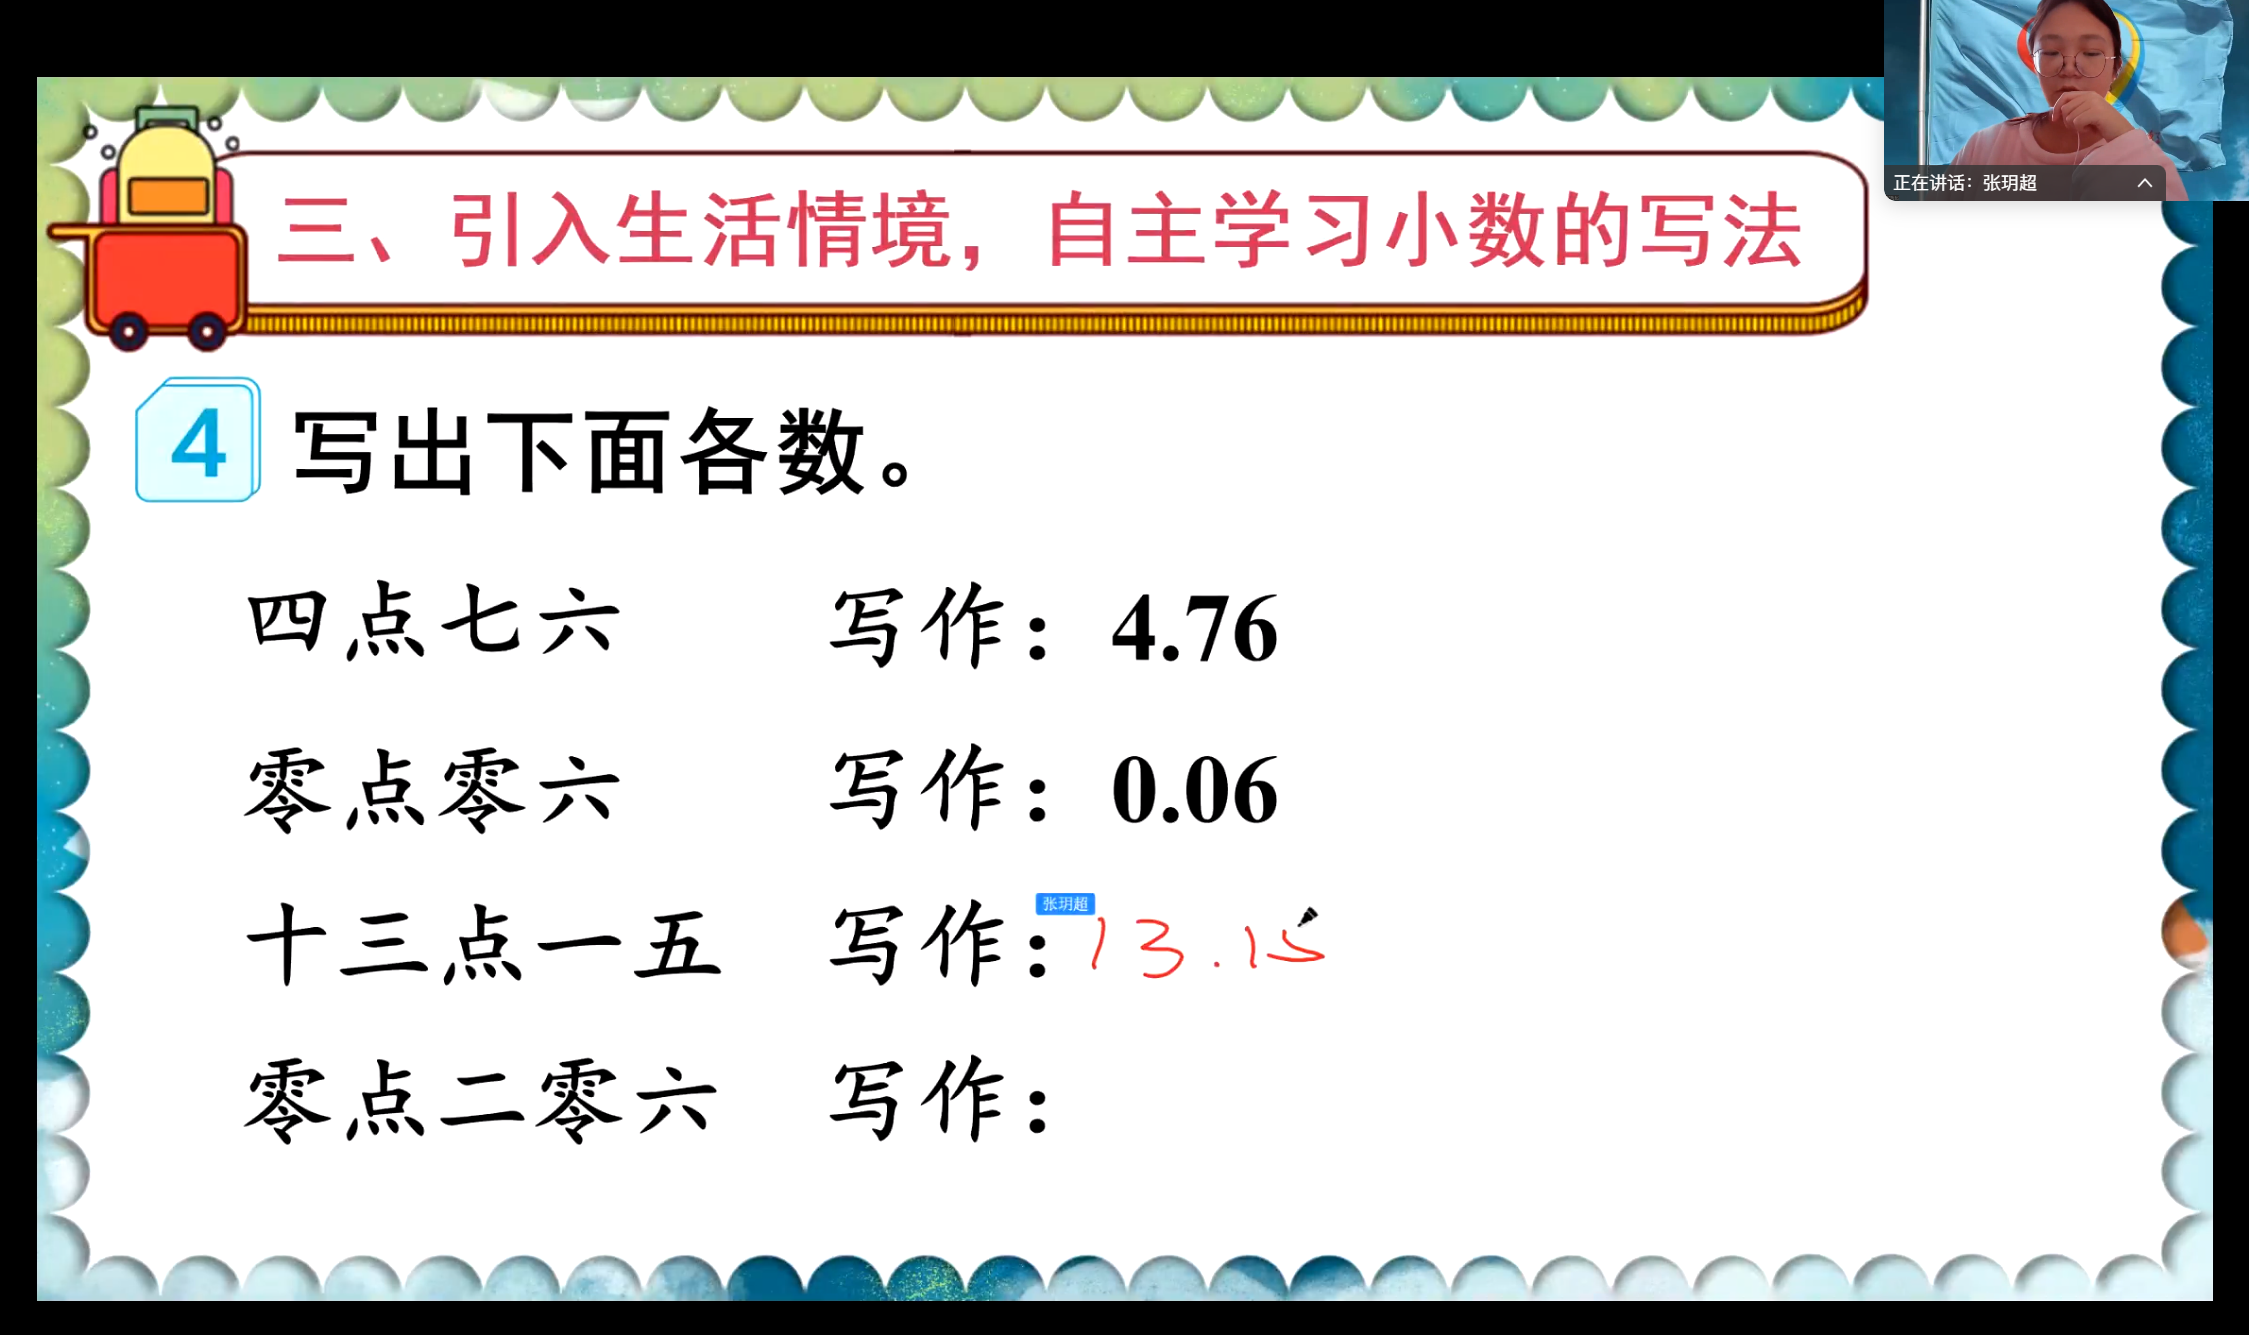 正在讲话：张玥超
三、引入生活情境，自主学习小数的写法
4 写出下面各数。
四点七六 写作：4.76
零点零六 写作：0.06
张玥超
十三点一五 写作：13.15
零点二零六 写作：